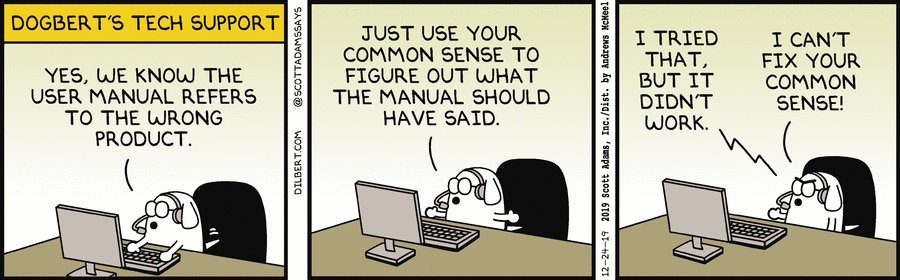 DOGBERT'S TECH SUPPORT
YES, WE KNOW THE
USER MANUAL REFERS
TO THE WRONG
PRODUCT.
DILBERT.COM @SCOTTADAMSSAYS
JUST USE YOUR
COMMON SENSE TO
FIGURE OUT WHAT
THE MANUAL SHOULD
HAVE SAID.
12-24-19 2019 Scott Adams, Inc./Dist. by Andrews McMeel
I TRIED
THAT,
BUT IT
DIDN'T
WORK.
I CAN'T
FIX YOUR
COMMON
SENSE!